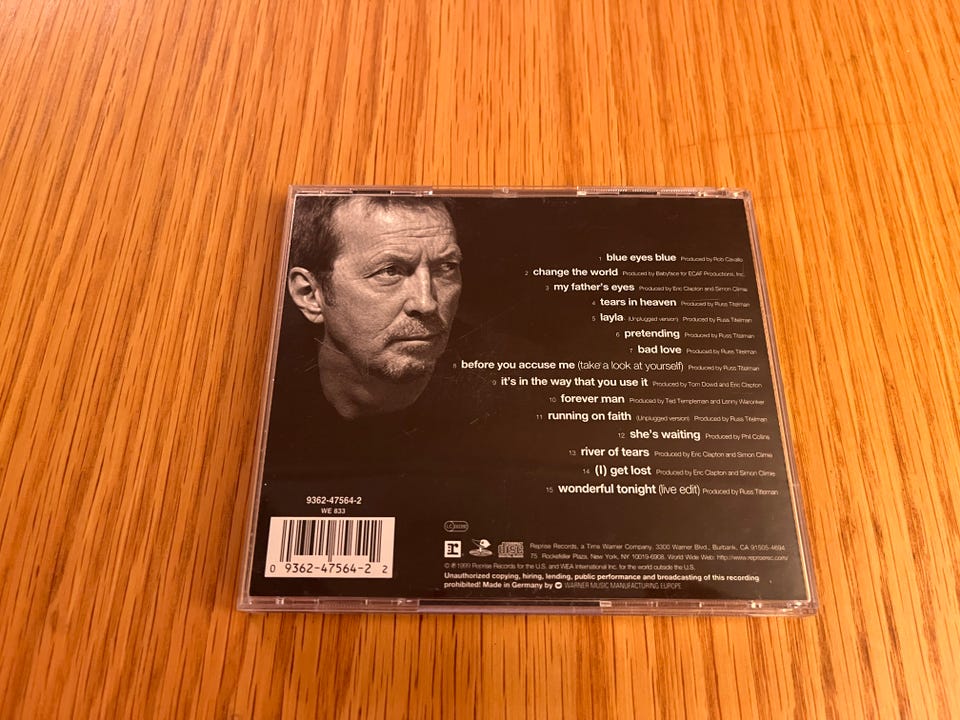 1 blue eyes blue Produced by Rob Cavallo
2 change the world Produced by Babyface for ECAF Productions, Inc.
3 my father's eyes Produced by Eric Clapton and Simon Climie
4 tears in heaven Produced by Russ Titelman
5 layla (Unplugged version) Produced by Russ Titelman
6 pretending Produced by Russ Titelman
7 bad love Produced by Russ Titelman
8 before you accuse me (take a look at yourself) Produced by Russ Titelman
9 it's in the way that you use it Produced by Tom Dowd and Eric Clapton
10 forever man Produced by Ted Templeman and Lenny Waronker
11 running on faith (Unplugged version) Produced by Russ Titelman
12 she's waiting Produced by Phil Collins
13 river of tears Produced by Eric Clapton and Simon Climie
14 (I) get lost Produced by Eric Clapton and Simon Climie
15 wonderful tonight (live edit) Produced by Russ Titelman
9362-47564-2
WE 833
0 9362-47564-2 2
LC
Reprise Records, a Time Warner Company, 3300 Warner Blvd., Burbank, CA 91505-4694
75 Rockefeller Plaza, New York, NY 10019-6908. World Wide Web: http://www.repriserec.com/
© ℗ 1999 Reprise Records for the U.S. and WEA International Inc. for the world outside the U.S.
Unauthorized copying, hiring, lending, public performance and broadcasting of this recording
prohibited! Made in Germany by WARNER MUSIC MANUFACTURING EUROPE